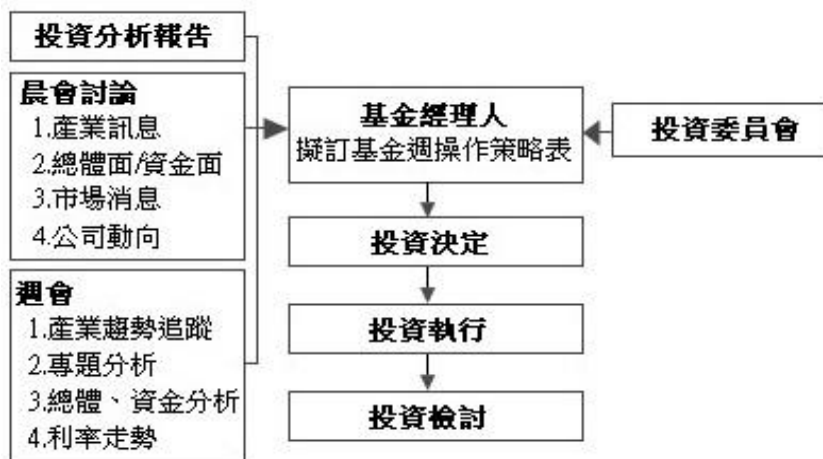 投資分析報告
晨會討論
1.產業訊息
2.總體面/資金面
3.市場消息
4.公司動向
週會
1.產業趨勢追蹤
2.專題分析
3.總體、資金分析
4.利率走勢
基金經理人
擬訂基金週操作策略表
投資委員會
投資決定
投資執行
投資檢討